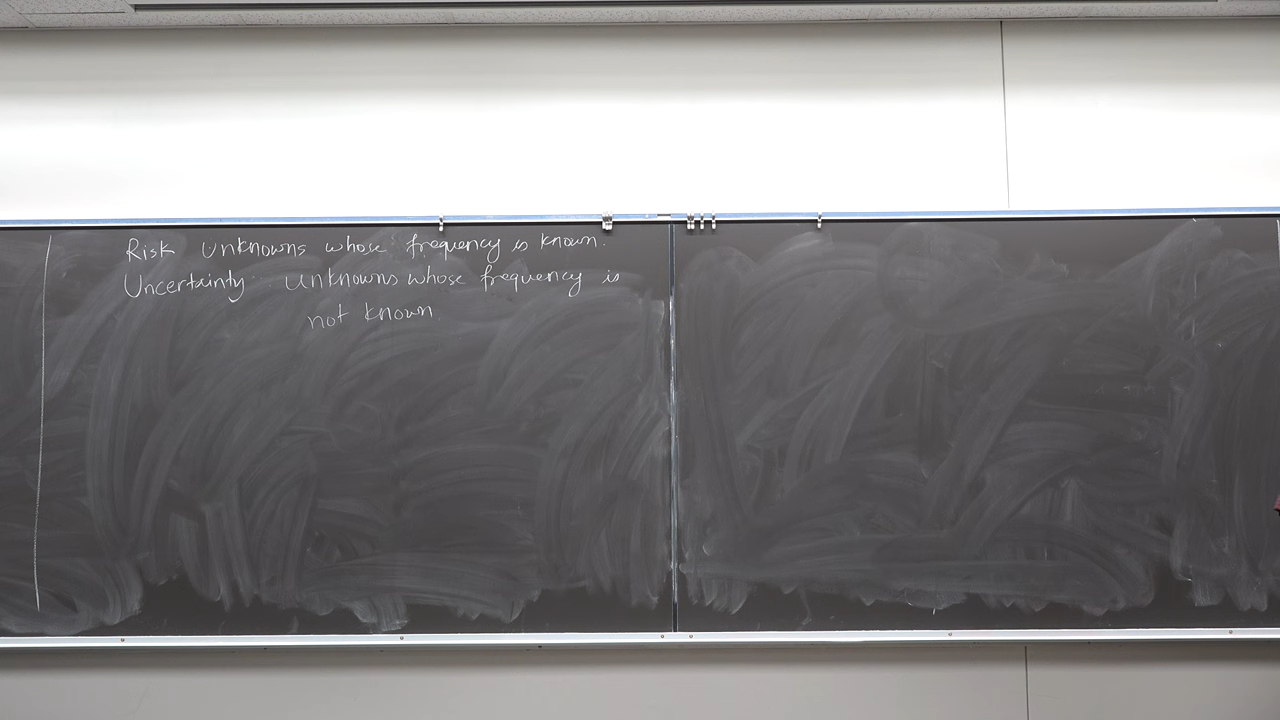 Risk unknowns whose frequency is known.
Uncertainty unknowns whose frequency is
not known.